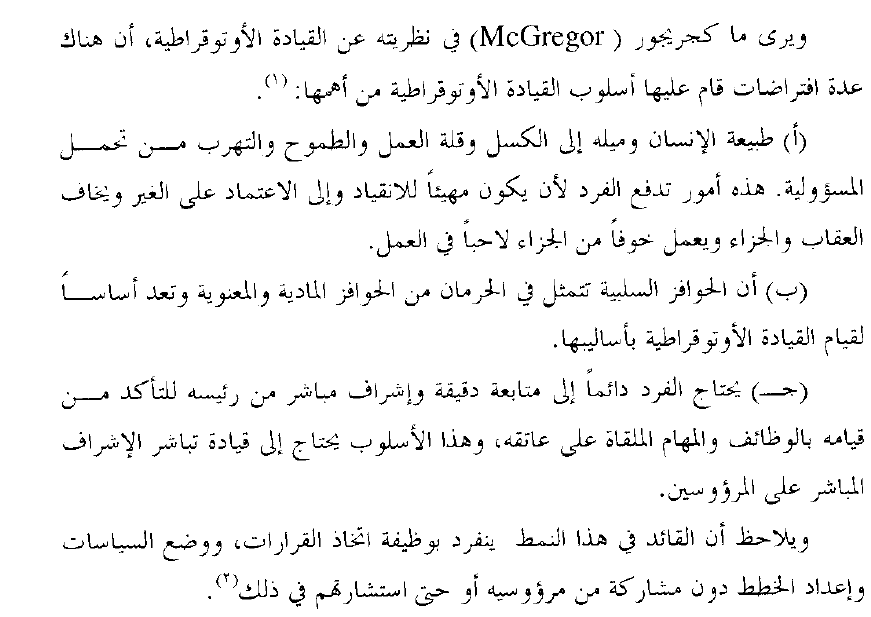 ويرى ما كجريجور ( McGregor) في نظريته عن القيادة الأوتوقراطية، أن هناك
عدة افتراضات قام عليها أسلوب القيادة الأوتوقراطية من أهمها: (١).
(أ) طبيعة الإنسان وميله إلى الكسل وقلة العمل والطموح والتهرب مـــن تحمـــل
المسؤولية. هذه أمور تدفع الفرد لأن يكون مهيئاً للانقياد وإلى الاعتماد على الغير ويخاف
العقاب والجزاء ويعمل خوفاً من الجزاء لاحباً في العمل.
(ب) أن الحوافز السلبية تتمثل في الحرمان من الحوافز المادية والمعنوية وتعد أساســـاً
لقيام القيادة الأوتوقراطية بأساليبها.
(جـــ) يحتاج الفرد دائماً إلى متابعة دقيقة وإشراف مباشر من رئيسه للتأكد مـــن
قيامه بالوظائف والمهام الملقاة على عاتقه، وهذا الأسلوب يحتاج إلى قيادة تباشر الإشراف
المباشر على المرؤوسين.
ويلاحظ أن القائد في هذا النمط ينفرد بوظيفة اتخاذ القرارات، ووضع السياسات
وإعداد الخطط دون مشاركة من مرؤوسيه أو حتى استشارتهم في ذلك(٢).